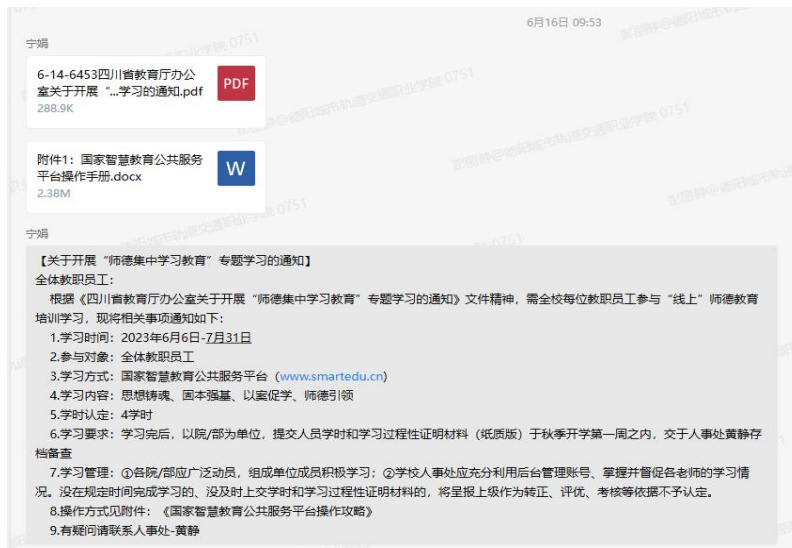 6月16日 09:53
宁娟
6-14-6453四川省教育厅办公
室关于开展“...学习的通知.pdf
288.9K
PDF
附件1：国家智慧教育公共服务
平台操作手册.docx
2.38M
W
宁娟
【关于开展“师德集中学习教育”专题学习的通知】
全体教职员工：
根据《四川省教育厅办公室关于开展“师德集中学习教育”专题学习的通知》文件精神，需全校每位教职员工参与“线上”师德教育
培训学习，现将相关事项通知如下：
1.学习时间：2023年6月6日-7月31日
2.参与对象：全体教职员工
3.学习方式：国家智慧教育公共服务平台（www.smartedu.cn)
4.学习内容：思想铸魂、固本强基、以案促学、师德引领
5.学时认定：4学时
6.学习要求：学习完后，以院/部为单位，提交人员学时和学习过程性证明材料（纸质版）于秋季开学第一周之内，交于人事处黄静存
档备查
7.学习管理：①各院/部应广泛动员，组成单位成员积极学习；②学校人事处应充分利用后台管理账号、掌握并督促各老师的学习情
况。没在规定时间完成学习的、没及时上交学时和学习过程性证明材料的，将呈报上级作为转正、评优、考核等依据不予认定。
8.操作方式见附件：《国家智慧教育公共服务平台操作攻略》
9.有疑问请联系人事处-黄静